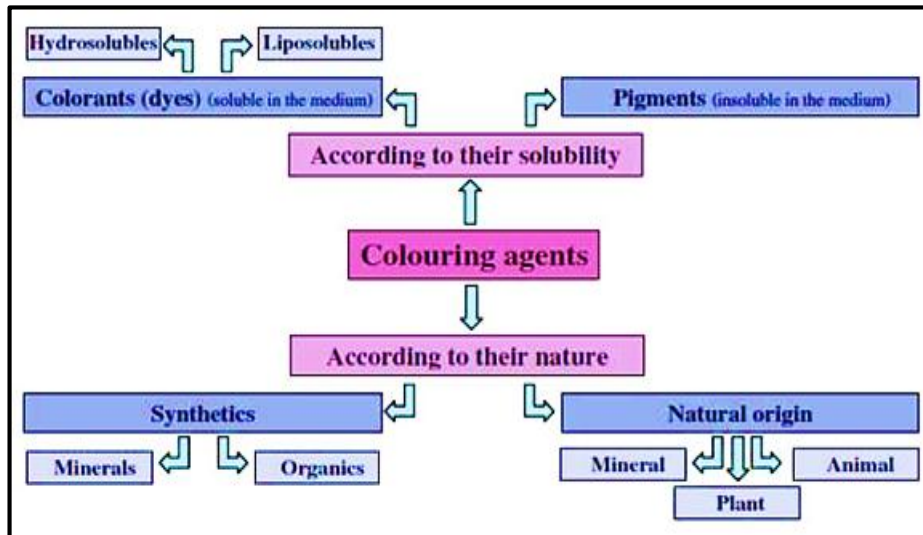 Hydrosolubles
Liposolubles
Colorants (dyes) (soluble in the medium)
Pigments (insoluble in the medium)
According to their solubility
Colouring agents
According to their nature
Synthetics
Natural origin
Minerals
Organics
Mineral
Animal
Plant